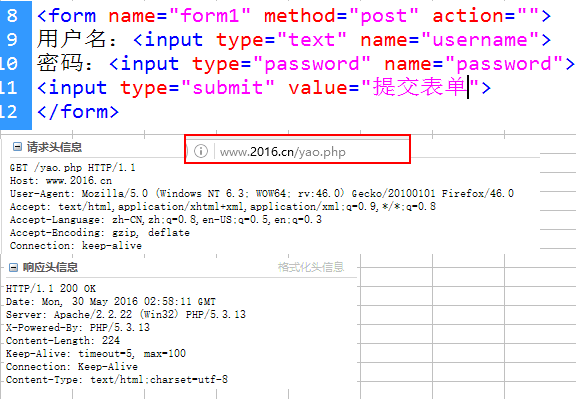 8 <form name="form1" method="post" action="">
9 用户名：<input type="text" name="username">
10 密码：<input type="password" name="password">
11 <input type="submit" value="提交表单">
12 </form>
请求头信息
www.2016.cn/yao.php
GET /yao.php HTTP/1.1
Host: www.2016.cn
User-Agent: Mozilla/5.0 (Windows NT 6.3; WOW64; rv:46.0) Gecko/20100101 Firefox/46.0
Accept: text/html,application/xhtml+xml,application/xml;q=0.9,*/*;q=0.8
Accept-Language: zh-CN,zh;q=0.8,en-US;q=0.5,en;q=0.3
Accept-Encoding: gzip, deflate
Connection: keep-alive
响应头信息 格式化头信息
HTTP/1.1 200 OK
Date: Mon, 30 May 2016 02:58:11 GMT
Server: Apache/2.2.22 (Win32) PHP/5.3.13
X-Powered-By: PHP/5.3.13
Content-Length: 224
Keep-Alive: timeout=5, max=100
Connection: Keep-Alive
Content-Type: text/html;charset=utf-8